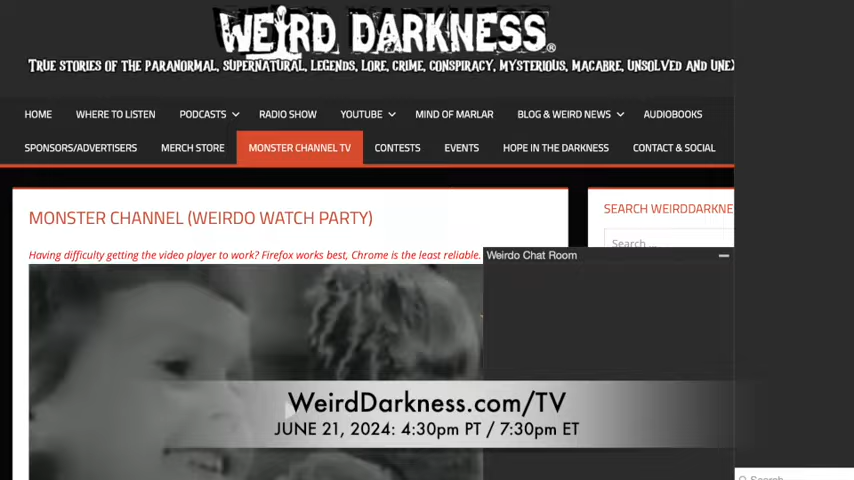 WEIRD DARKNESS®
TRUE STORIES OF THE PARANORMAL, SUPERNATURAL, LEGENDS, LORE, CRIME, CONSPIRACY, MYSTERIOUS, MACABRE, UNSOLVED AND
HOME WHERE TO LISTEN PODCASTS RADIO SHOW YOUTUBE MIND OF MARLAR BLOG & WEIRD NEWS AUDIOBOOKS
SPONSORS/ADVERTISERS MERCH STORE MONSTER CHANNEL TV CONTESTS EVENTS HOPE IN THE DARKNESS CONTACT & SOCIAL
MONSTER CHANNEL (WEIRDO WATCH PARTY)
SEARCH
Search ...
Having difficulty getting the video player to work? Firefox works best, Chrome is the least reliable.
Weirdo Chat Room
WeirdDarkness.com/TV
JUNE 21, 2024: 4:30pm PT / 7:30pm ET